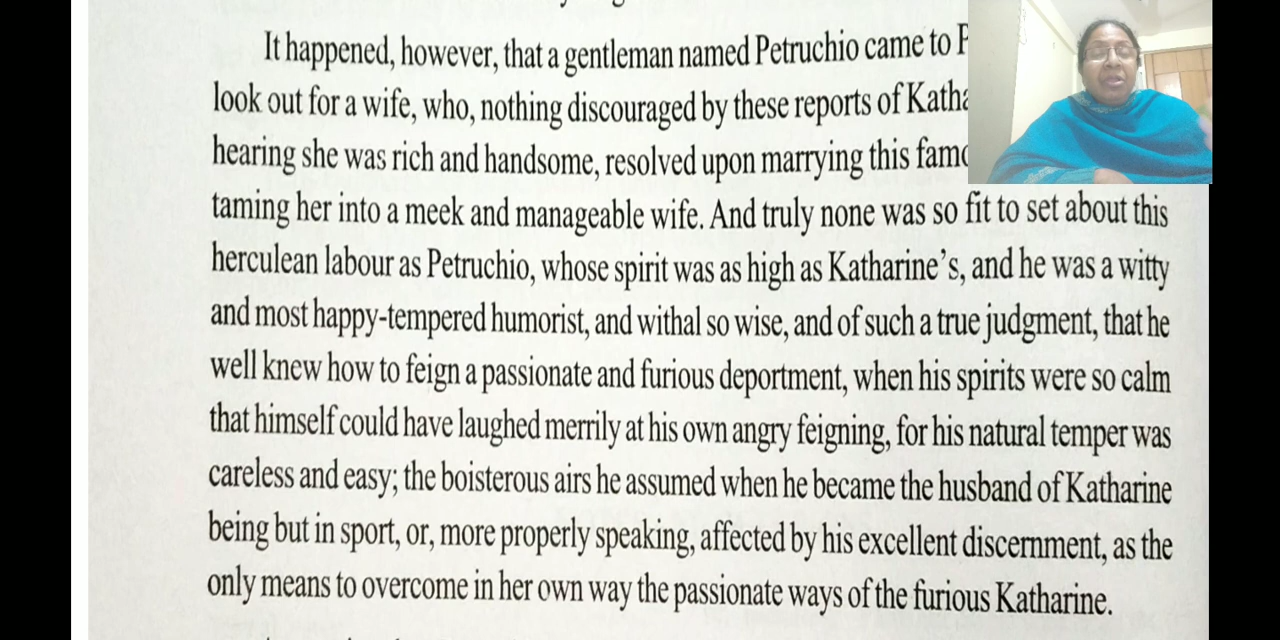 It happened, however, that a gentleman named Petruchio came to
look out for a wife, who, nothing discouraged by these reports of
hearing she was rich and handsome, resolved upon marrying this
taming her into a meek and manageable wife. And truly none was so fit to set about this
herculean labour as Petruchio, whose spirit was as high as Katharine's, and he was a witty
and most happy-tempered humorist, and withal so wise, and of such a true judgment, that he
well knew how to feign a passionate and furious deportment, when his spirits were so calm
that himself could have laughed merrily at his own angry feigning, for his natural temper was
careless and easy; the boisterous airs he assumed when he became the husband of Katharine
being but in sport, or, more properly speaking, affected by his excellent discernment, as the
only means to overcome in her own way the passionate ways of the furious Katharine.